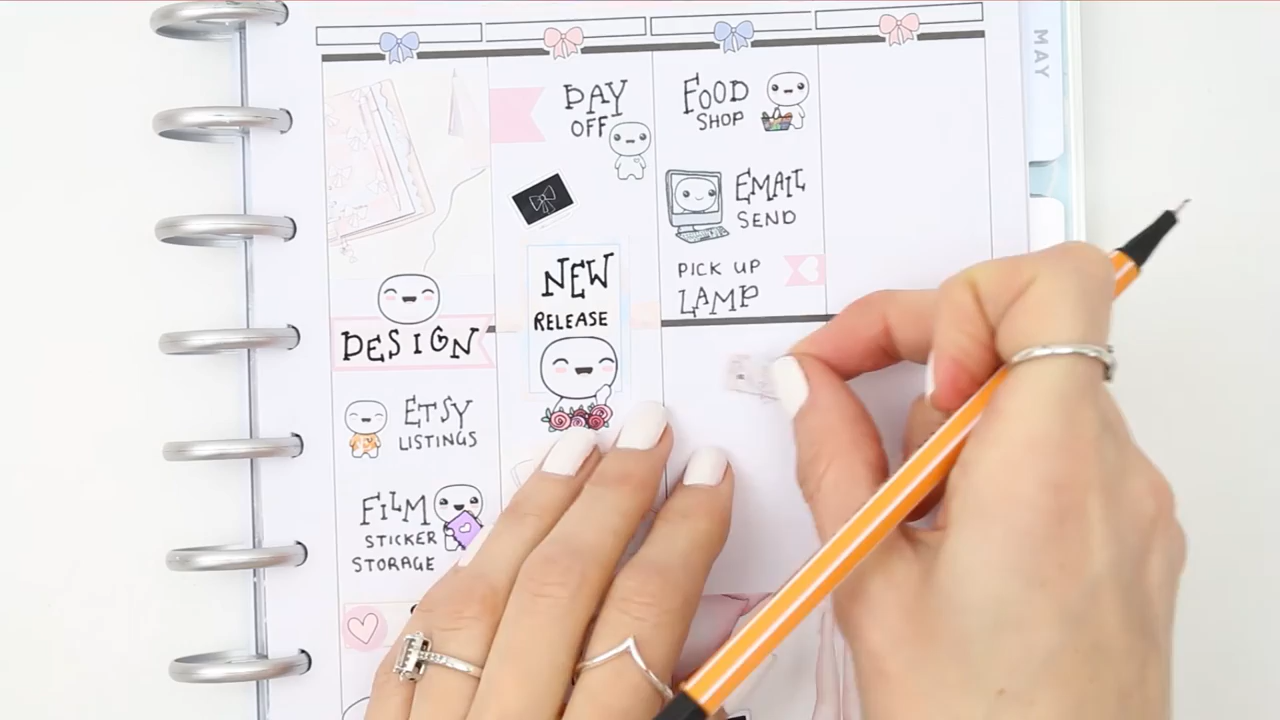 MAY
DAY
OFF
FOOD
SHOP
EMAIL
SEND
NEW
RELEASE
PICK UP
LAMP
DESIGN
ETSY
LISTINGS
FILM
STICKER
STORAGE